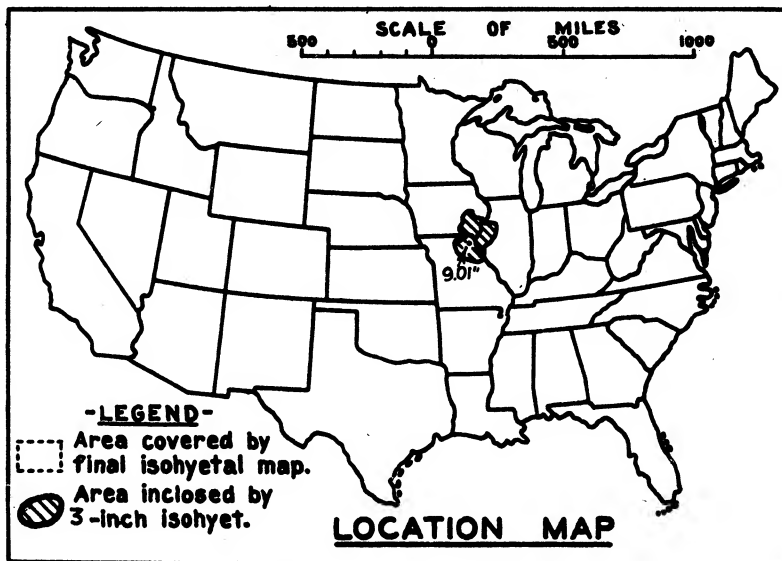 SCALE OF MILES
500 0 500 1000
9.01"
-LEGEND-
Area covered by
final isohyetal map.
Area inclosed by
3-inch isohyet.
LOCATION MAP